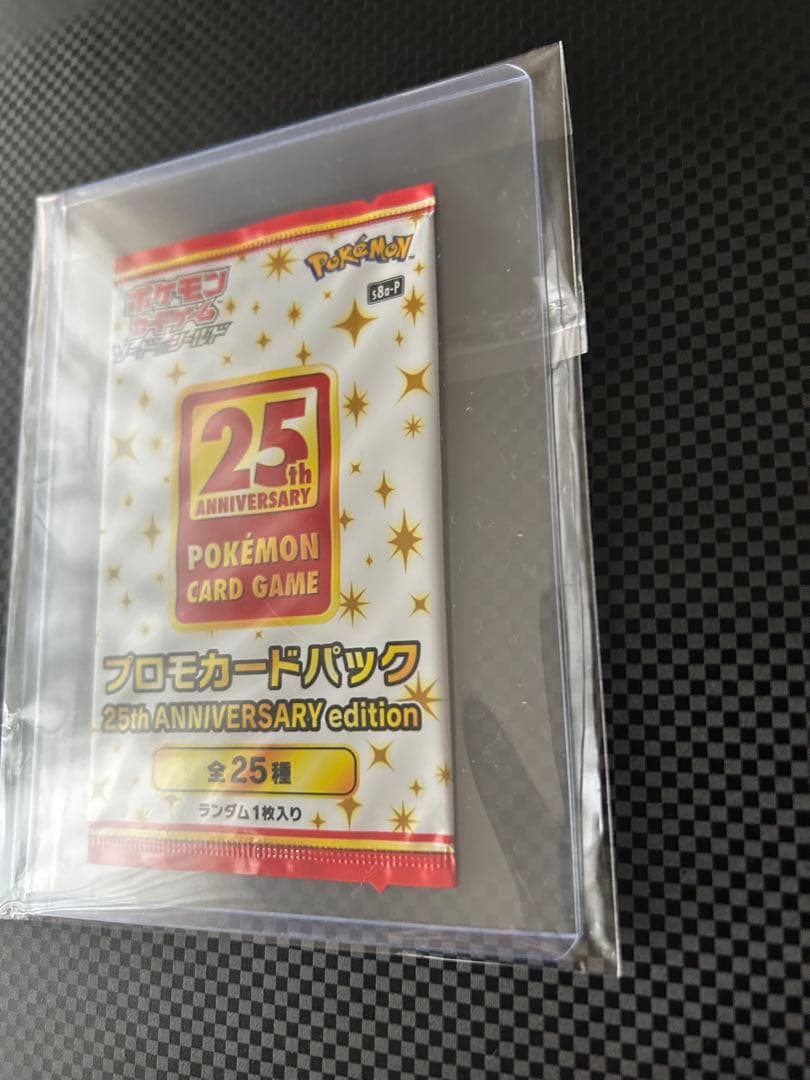 ポケモン
カードゲーム
ソード&シールド
POKÉMON
s8a-P
25th
ANNIVERSARY
POKÉMON
CARD GAME
プロモカードパック
25th ANNIVERSARY edition
全25種
ランダム1枚入り